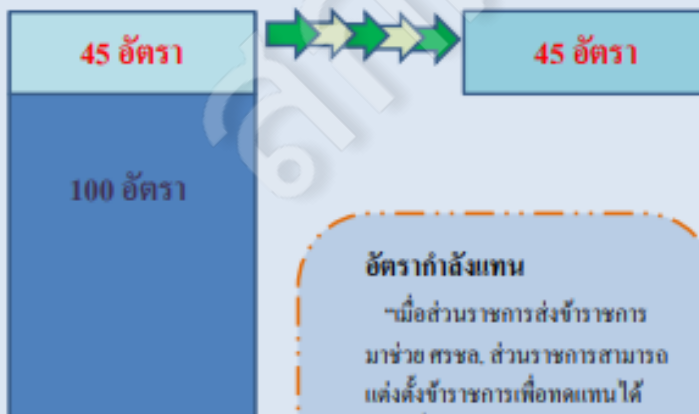 45 อัตรา
45 อัตรา
100 อัตรา
อัตรากำลังแทน
"เมื่อส่วนราชการส่งข้าราชการ
มาช่วย ศรชล. ส่วนราชการสามารถ
แต่งตั้งข้าราชการเพื่อทดแทนได้